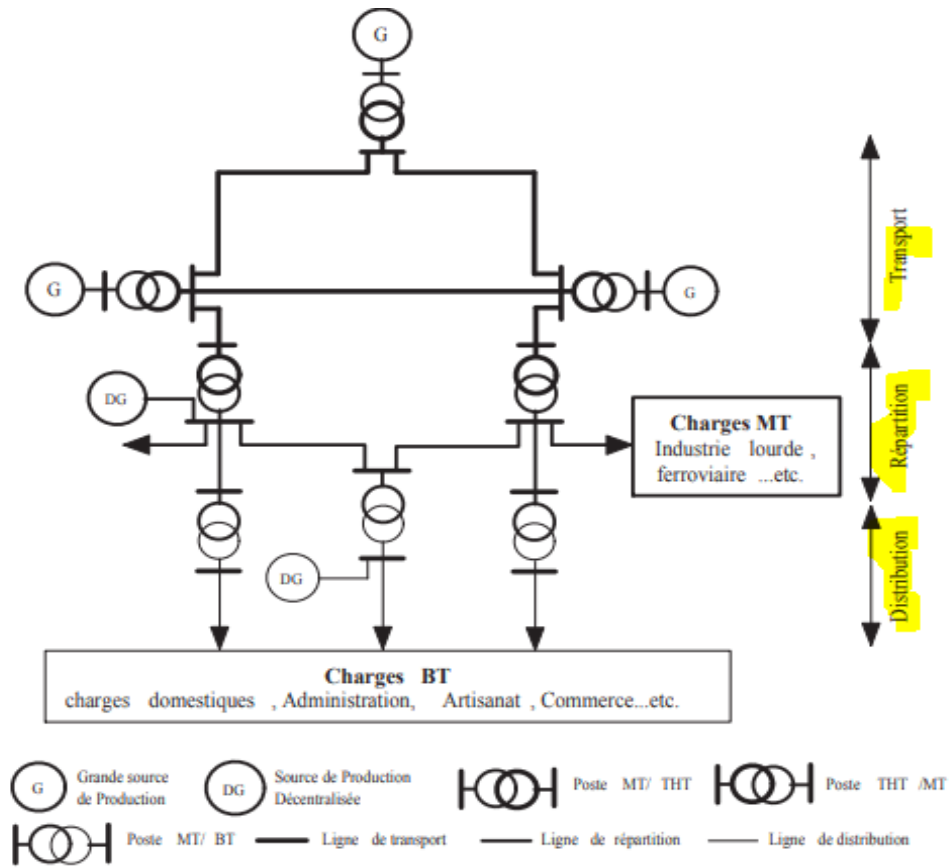 G
Transport
G
G
DG
Charges MT
Industrie lourde ,
ferroviaire ...etc.
Répartition
DG
Distribution
Charges BT
charges domestiques , Administration, Artisanat , Commerce...etc.
G
Grande source
de Production
DG
Source de Production
Décentralisée
Poste MT/ THT
Poste THT /MT
Poste MT/ BT
Ligne de transport
Ligne de répartition
Ligne de distribution